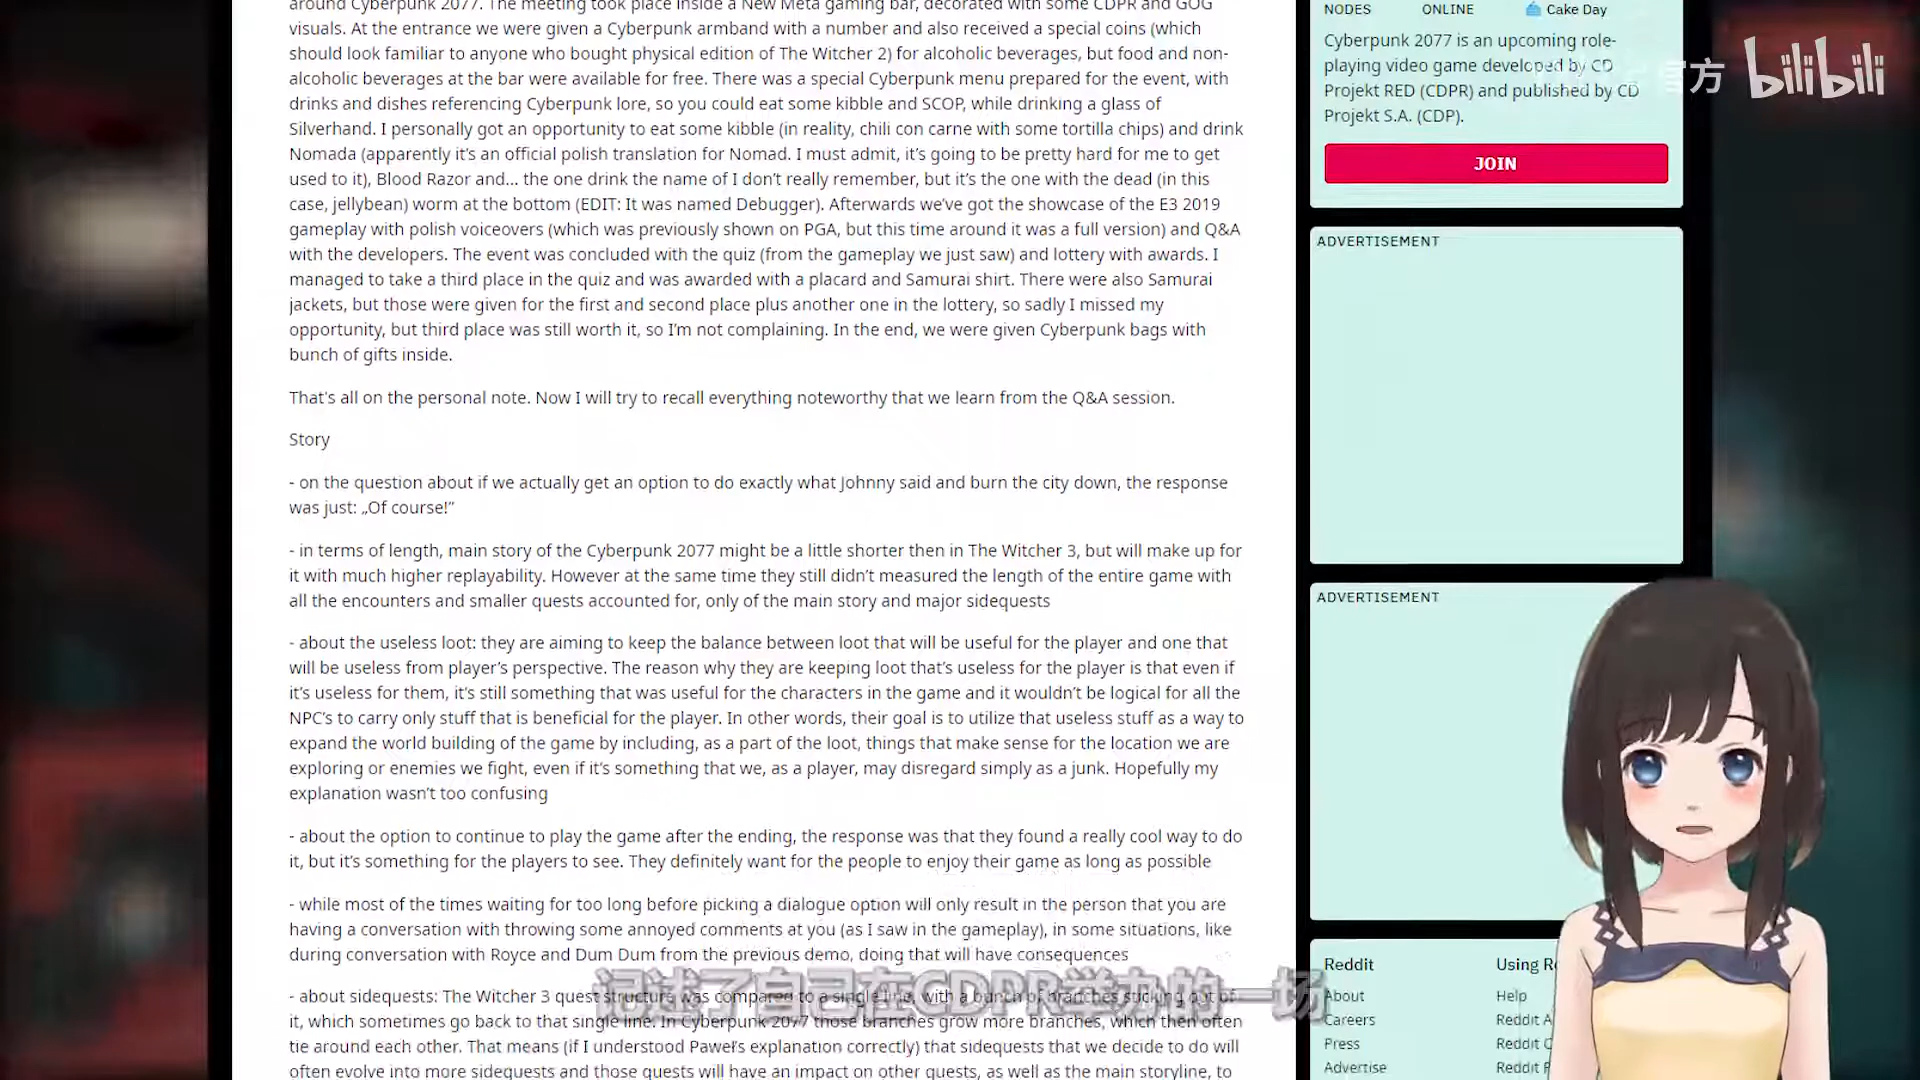 around Cyberpunk 2077. The meeting took place inside a New Meta gaming bar, decorated with some CDPR and GOG
visuals. At the entrance we were given a Cyberpunk armband with a number and also received a special coins (which
should look familiar to anyone who bought physical edition of The Witcher 2) for alcoholic beverages, but food and non-
alcoholic beverages at the bar were available for free. There was a special Cyberpunk menu prepared for the event, with
drinks and dishes referencing Cyberpunk lore, so you could eat some kibble and SCOP, while drinking a glass of
Silverhand. I personally got an opportunity to eat some kibble (in reality, chili con carne with some tortilla chips) and drink
Nomada (apparently it's an official polish translation for Nomad. I must admit, it's going to be pretty hard for me to get
used to it), Blood Razor and... the one drink the name of I don't really remember, but it's the one with the dead (in this
case, jellybean) worm at the bottom (EDIT: It was named Debugger). Afterwards we've got the showcase of the E3 2019
gameplay with polish voiceovers (which was previously shown on PGA, but this time around it was a full version) and Q&A
with the developers. The event was concluded with the quiz (from the gameplay we just saw) and lottery with awards. I
managed to take a third place in the quiz and was awarded with a placard and Samurai shirt. There were also Samurai
jackets, but those were given for the first and second place plus another one in the lottery, so sadly I missed my
opportunity, but third place was still worth it, so I'm not complaining. In the end, we were given Cyberpunk bags with
bunch of gifts inside.
That's all on the personal note. Now I will try to recall everything noteworthy that we learn from the Q&A session.
Story
- on the question about if we actually get an option to do exactly what Johnny said and burn the city down, the response
was just: „Of course!”
- in terms of length, main story of the Cyberpunk 2077 might be a little shorter then in The Witcher 3, but will make up for
it with much higher replayability. However at the same time they still didn't measured the length of the entire game with
all the encounters and smaller quests accounted for, only of the main story and major sidequests
- about the useless loot: they are aiming to keep the balance between loot that will be useful for the player and one that
will be useless from player's perspective. The reason why they are keeping loot that's useless for the player is that even if
it's useless for them, it's still something that was useful for the characters in the game and it wouldn't be logical for all the
NPC's to carry only stuff that is beneficial for the player. In other words, their goal is to utilize that useless stuff as a way to
expand the world building of the game by including, as a part of the loot, things that make sense for the location we are
exploring or enemies we fight, even if it's something that we, as a player, may disregard simply as a junk. Hopefully my
explanation wasn't too confusing
- about the option to continue to play the game after the ending, the response was that they found a really cool way to do
it, but it's something for the players to see. They definitely want for the people to enjoy their game as long as possible
- while most of the times waiting for too long before picking a dialogue option will only result in the person that you are
having a conversation with throwing some annoyed comments at you (as I saw in the gameplay), in some situations, like
during conversation with Royce and Dum Dum from the previous demo, doing that will have consequences
- about sidequests: The Witcher 3 quest structure was compared to a single line, with a bunch of branches sticking out of
it, which sometimes go back to that single line. In Cyberpunk 2077 those branches grow more branches, which then often
tie around each other. That means (if I understood Paweł's explanation correctly) that sidequests that we decide to do will
often evolve into more sidequests and those quests will have an impact on other quests, as well as the main storyline, to
记述了自己在CDPR举办的一场
NODES ONLINE Cake Day
Cyberpunk 2077 is an upcoming role-
playing video game developed by CD
Projekt RED (CDPR) and published by CD
Projekt S.A. (CDP).
JOIN
官方 bilibili
ADVERTISEMENT
ADVERTISEMENT
Reddit Using
About Help
Careers Reddit
Press Reddit
Advertise Reddit